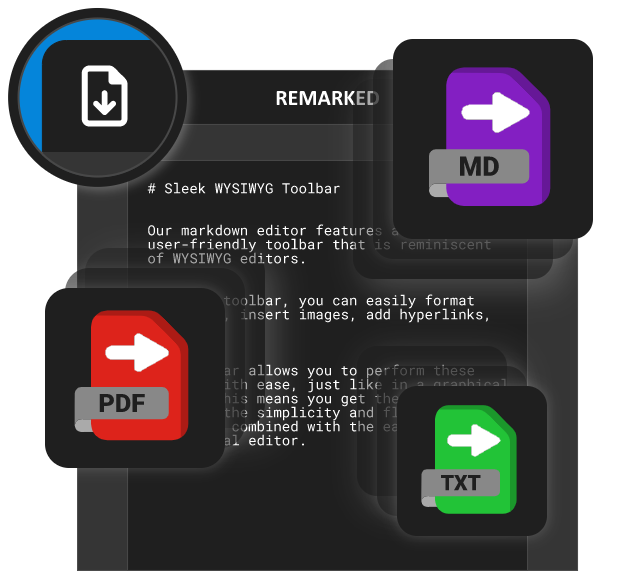 REMARKED
# Sleek WYSIWYG Toolbar
Our markdown editor features a
user-friendly toolbar that is reminiscent
of WYSIWYG editors.
toolbar, you can easily format
insert images, add hyperlinks,
allows you to perform these
ease, just like in a graphical
this means you get the
the simplicity and
combined with the
editor.
MD
PDF
TXT